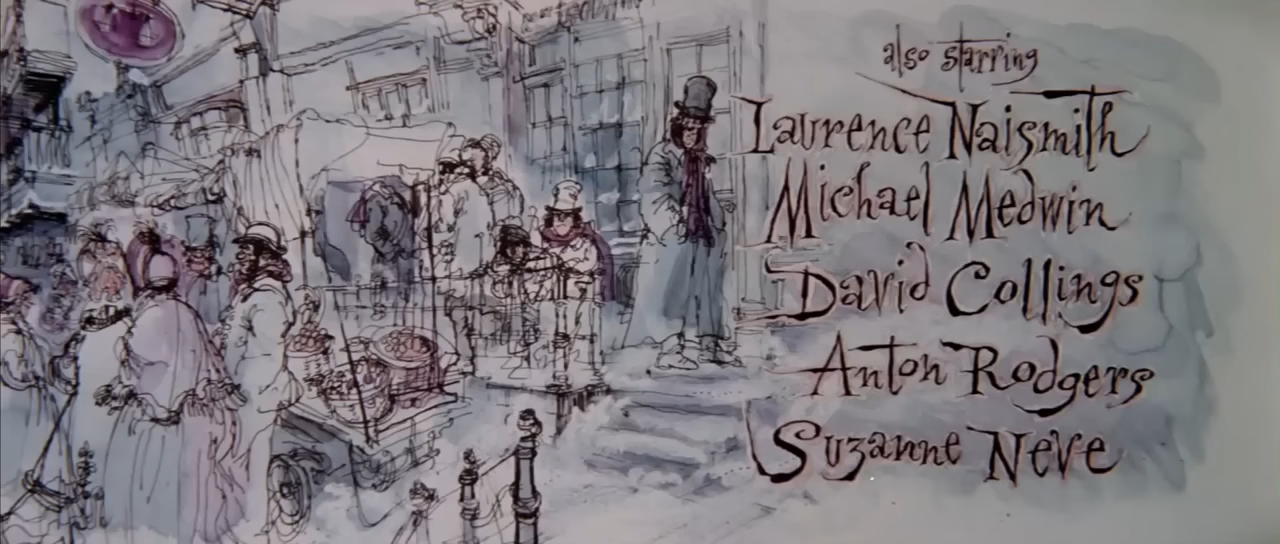 also starring
Laurence Naismith
Michael Medwin
David Collings
Anton Rodgers
Suzanne Neve